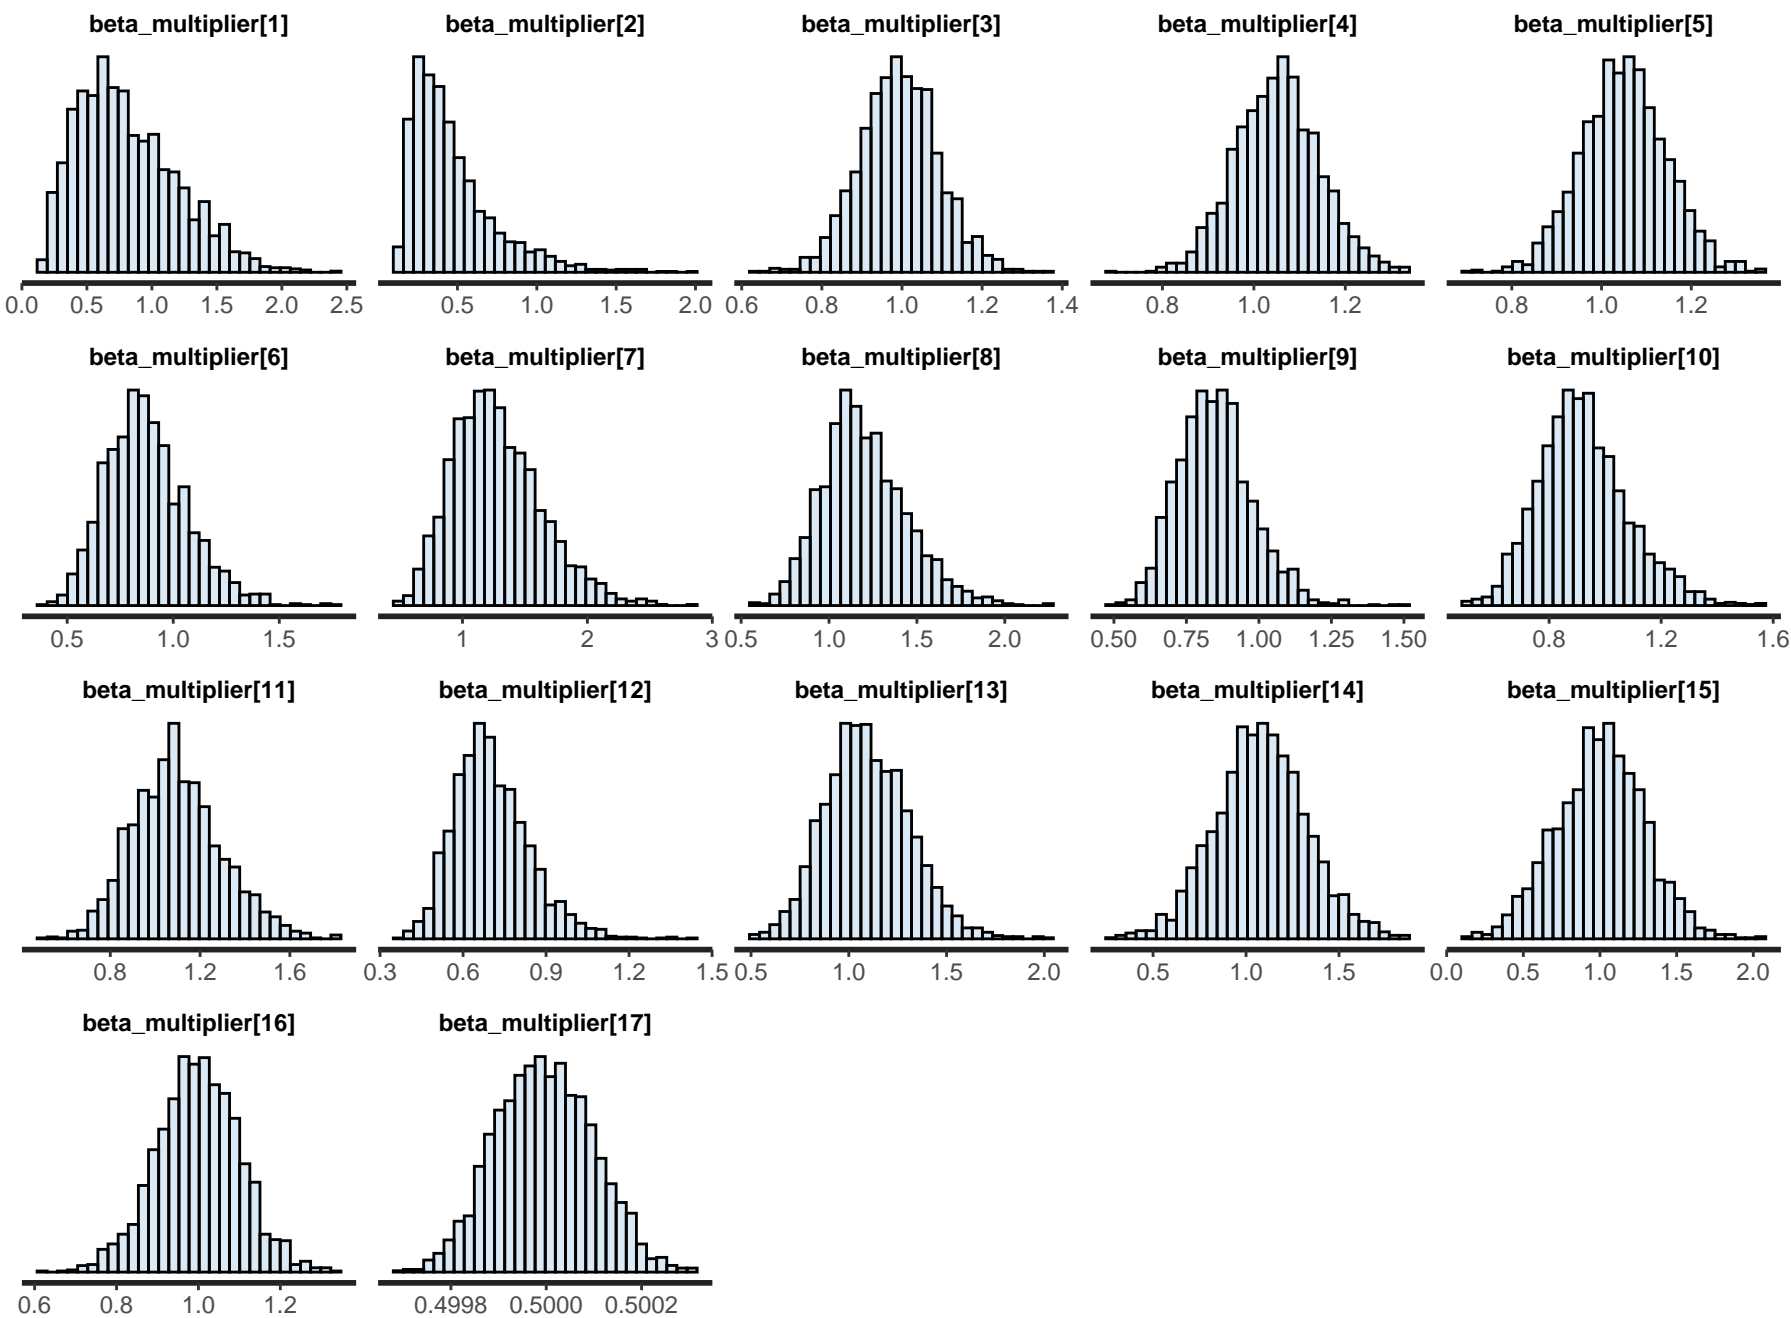 beta_multiplier[1] beta_multiplier[2] beta_multiplier[3] beta_multiplier[4] beta_multiplier[5]
0.0 0.5 1.0 1.5 2.0 2.5 0.5 1.0 1.5 2.0 0.6 0.8 1.0 1.2 1.4 0.8 1.0 1.2 0.8 1.0 1.2
beta_multiplier[6] beta_multiplier[7] beta_multiplier[8] beta_multiplier[9] beta_multiplier[10]
0.5 1.0 1.5 1 2 3 0.5 1.0 1.5 2.0 0.50 0.75 1.00 1.25 1.50 0.8 1.2 1.6
beta_multiplier[11] beta_multiplier[12] beta_multiplier[13] beta_multiplier[14] beta_multiplier[15]
0.8 1.2 1.6 0.3 0.6 0.9 1.2 1.5 0.5 1.0 1.5 2.0 0.5 1.0 1.5 0.0 0.5 1.0 1.5 2.0
beta_multiplier[16] beta_multiplier[17]
0.6 0.8 1.0 1.2 0.4998 0.5000 0.5002